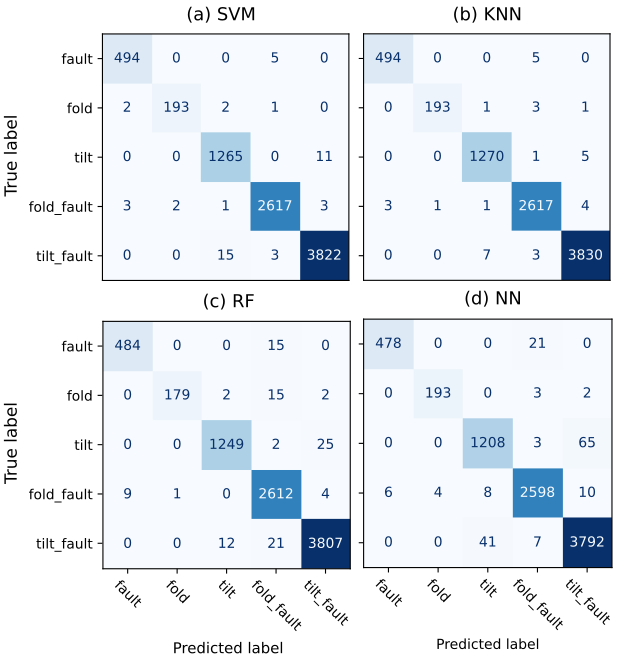 (a) SVM
(b) KNN
True label
fault
494 0 0 5 0
494 0 0 5 0
fold
2 193 2 1 0
0 193 1 3 1
tilt
0 0 1265 0 11
0 0 1270 1 5
fold_fault
3 2 1 2617 3
3 1 1 2617 4
tilt_fault
0 0 15 3 3822
0 0 7 3 3830
(c) RF
(d) NN
True label
fault
484 0 0 15 0
478 0 0 21 0
fold
0 179 2 15 2
0 193 0 3 2
tilt
0 0 1249 2 25
0 0 1208 3 65
fold_fault
9 1 0 2612 4
6 4 8 2598 10
tilt_fault
0 0 12 21 3807
0 0 41 7 3792
fault fold tilt fold_fault tilt_fault
fault fold tilt fold_fault tilt_fault
Predicted label
Predicted label